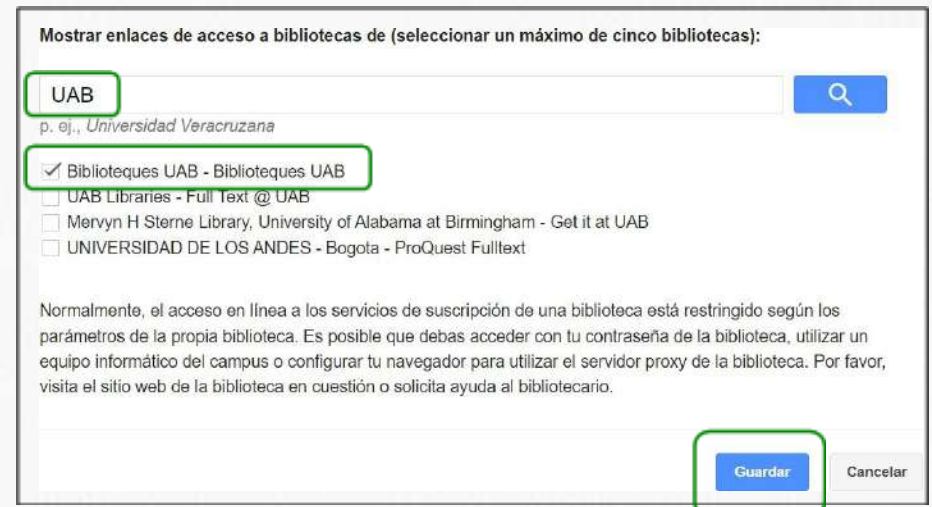 Mostrar enlaces de acceso a bibliotecas de (seleccionar un máximo de cinco bibliotecas):
UAB
p. ej., Universidad Veracruzana
Biblioteques UAB - Biblioteques UAB
UAB Libraries - Full Text @ UAB
Mervyn H Sterne Library, University of Alabama at Birmingham - Get it at UAB
UNIVERSIDAD DE LOS ANDES - Bogota - ProQuest Fulltext
Normalmente, el acceso en línea a los servicios de suscripción de una biblioteca está restringido según los
parámetros de la propia biblioteca. Es posible que debas acceder con tu contraseña de la biblioteca, utilizar un
equipo informático del campus o configurar tu navegador para utilizar el servidor proxy de la biblioteca. Por favor,
visita el sitio web de la biblioteca en cuestión o solicita ayuda al bibliotecario.
Guardar
Cancelar